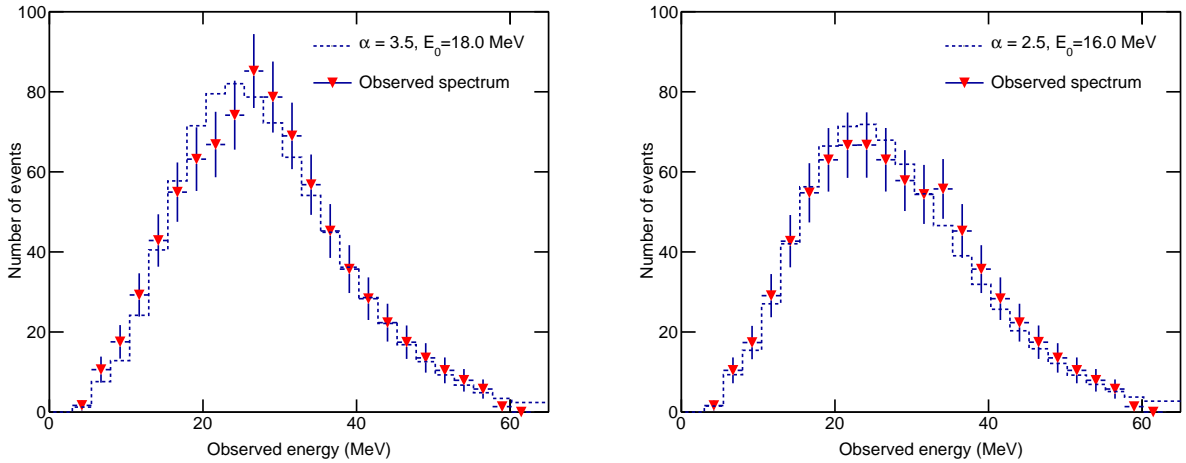 100
80
60
40
20
0
0
20
40
60
Number of events
Observed energy (MeV)
α = 3.5, E0=18.0 MeV
Observed spectrum
100
80
60
40
20
0
0
20
40
60
Number of events
Observed energy (MeV)
α = 2.5, E0=16.0 MeV
Observed spectrum